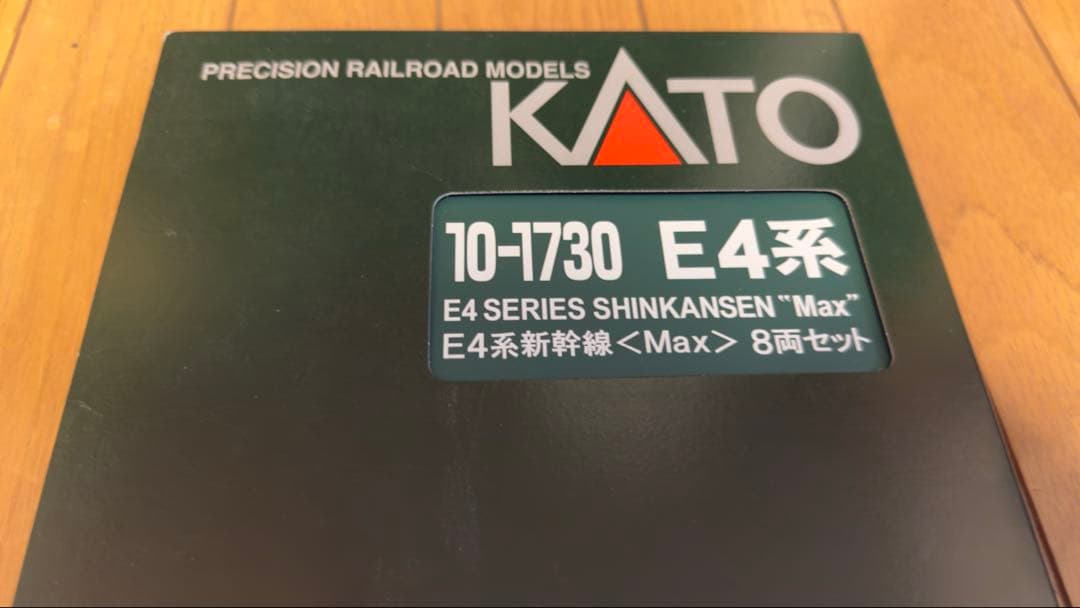 PRECISION RAILROAD MODELS
KATO
10-1730 E4系
E4 SERIES SHINKANSEN "Max"
E4系新幹線<Max> 8両セット